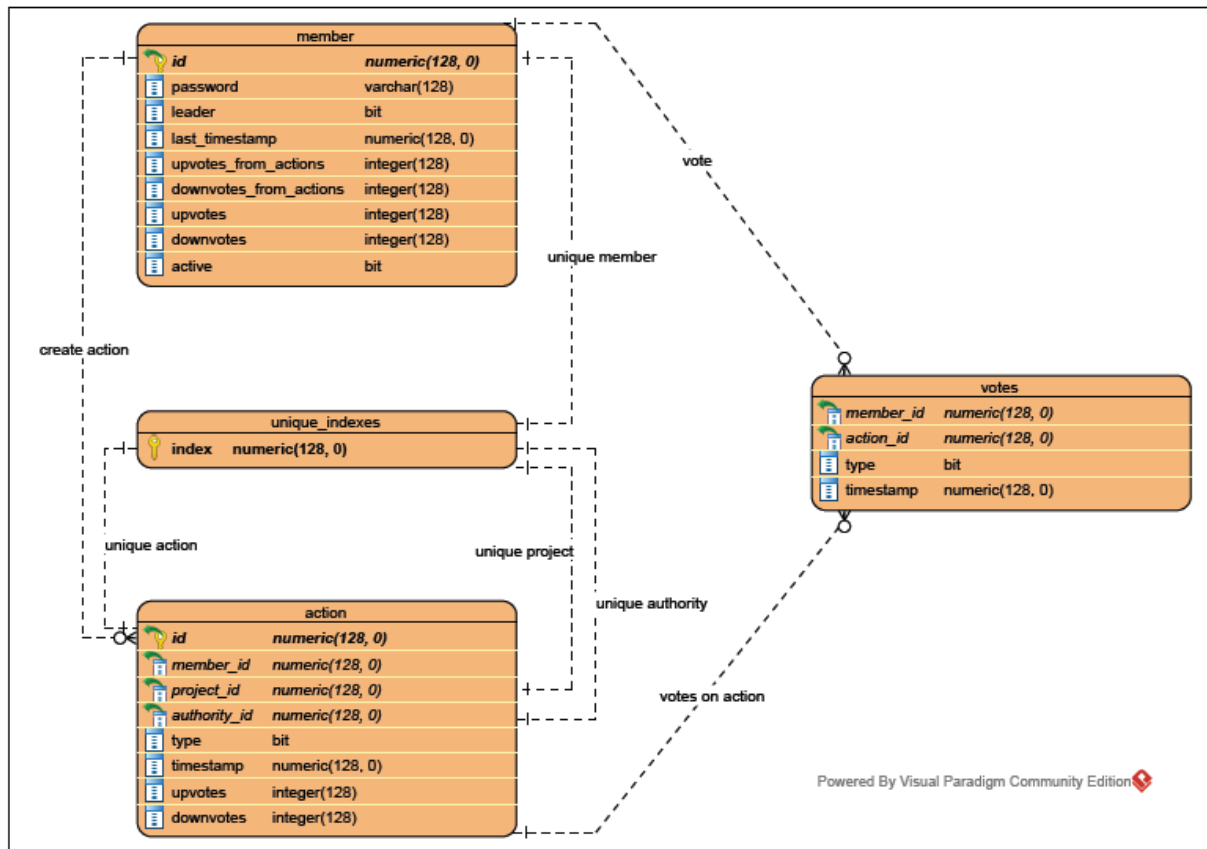 member
id numeric(128, 0)
password varchar(128)
leader bit
last_timestamp numeric(128, 0)
upvotes_from_actions integer(128)
downvotes_from_actions integer(128)
upvotes integer(128)
downvotes integer(128)
active bit
vote
unique member
create action
unique_indexes
index numeric(128, 0)
votes
member_id numeric(128, 0)
action_id numeric(128, 0)
type bit
timestamp numeric(128, 0)
unique action
unique project
unique authority
action
id numeric(128, 0)
member_id numeric(128, 0)
project_id numeric(128, 0)
authority_id numeric(128, 0)
type bit
timestamp numeric(128, 0)
upvotes integer(128)
downvotes integer(128)
votes on action
Powered By Visual Paradigm Community Edition